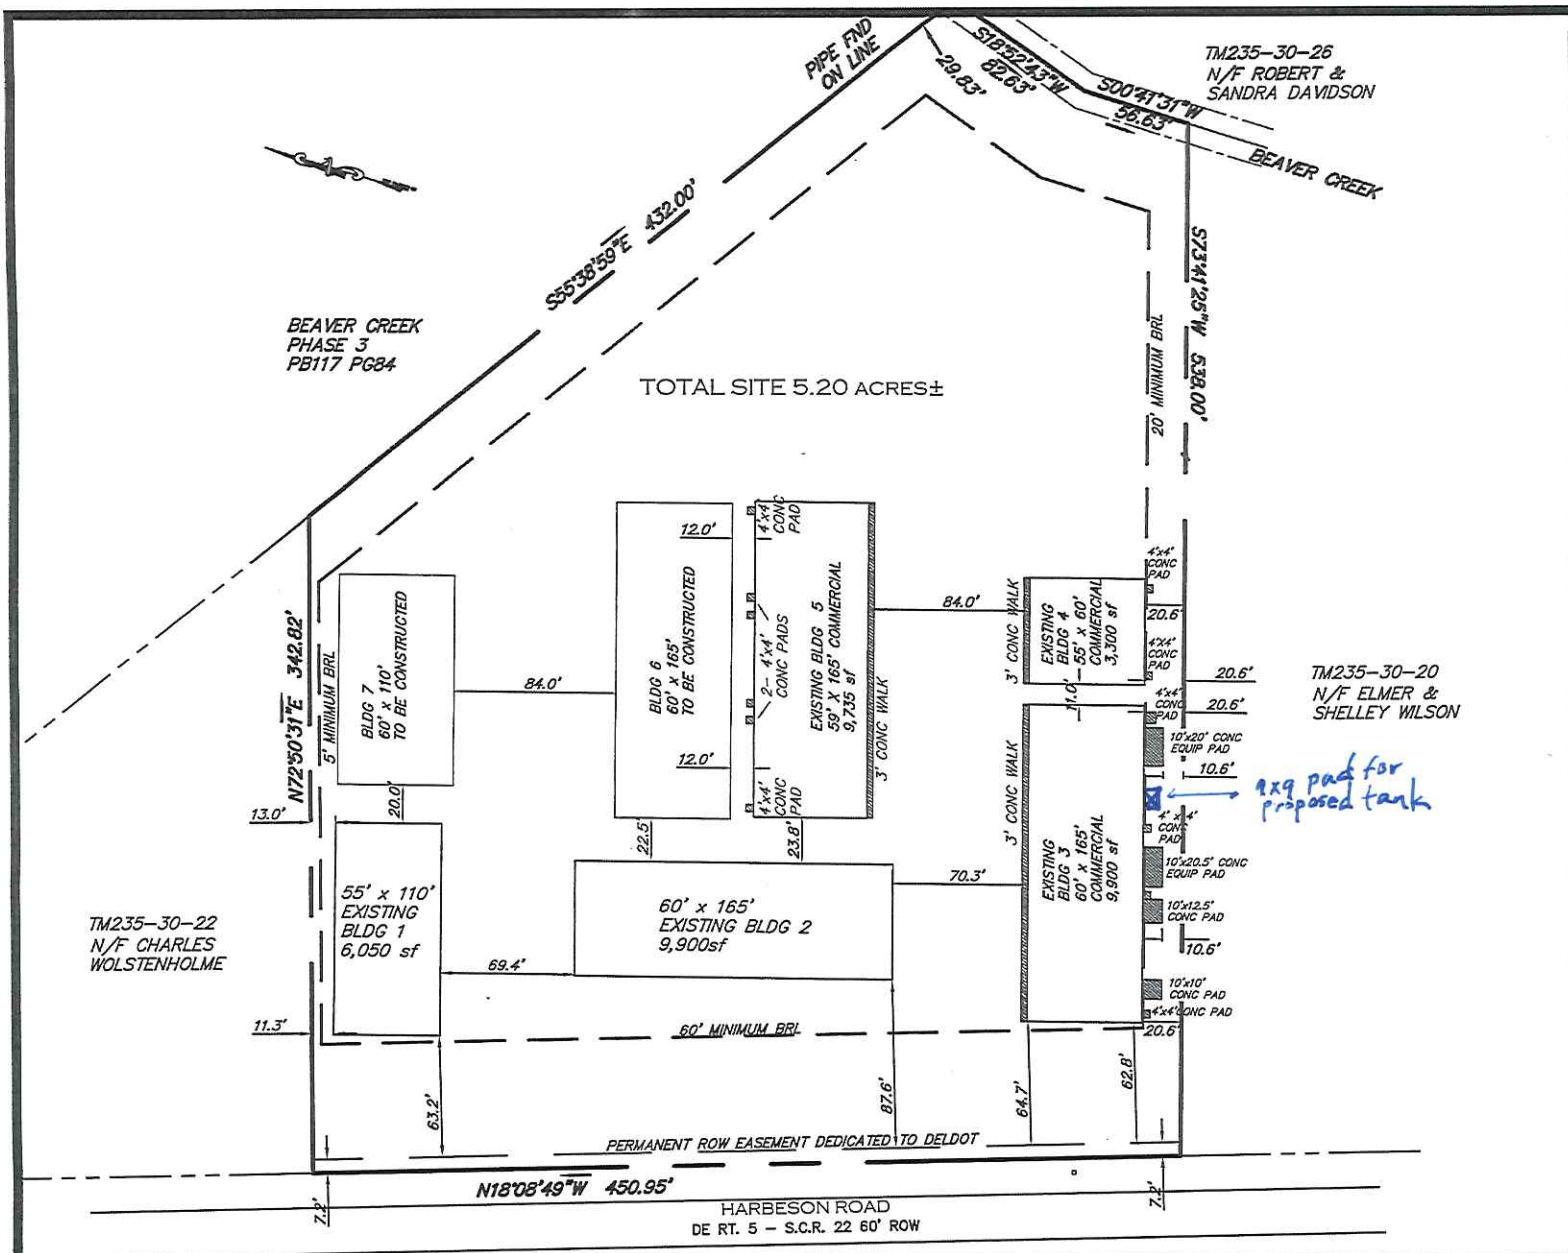 PIPE FND
ON LINE
29.83'
S18°52'43"W
82.63'
S00°41'31"W
56.63'
TM235-30-26
N/F ROBERT &
SANDRA DAVIDSON
BEAVER CREEK
S55°38'59"E 432.00'
S73°41'25"W 538.00'
20' MINIMUM BRL
BEAVER CREEK
PHASE 3
PB117 PG84
TOTAL SITE 5.20 ACRES±
N72°50'31"E 342.82'
5' MINIMUM BRL
BLDG 7
60' X 110'
TO BE CONSTRUCTED
84.0'
20.0'
13.0'
BLDG 6
60' X 165'
TO BE CONSTRUCTED
12.0'
12.0'
22.5'
4'x4'
CONC
PAD
2- 4'x4'
CONC PADS
4'x4'
CONC
PAD
EXISTING BLDG 5
59' X 165' COMMERCIAL
9,735 sf
3' CONC WALK
23.8'
84.0'
3' CONC WALK
EXISTING
BLDG 4
55' x 60'
COMMERCIAL
3,300 sf
11.0'
4'x4'
CONC
PAD
20.6'
4'x4'
CONC
PAD
20.6'
4'x4'
CONC
PAD
20.6'
10'x20' CONC
EQUIP PAD
10.6'
TM235-30-20
N/F ELMER &
SHELLEY WILSON
9x9 pad for
proposed tank
3' CONC WALK
EXISTING
BLDG 3
60' x 165'
COMMERCIAL
9,900 sf
4' x 4'
CONC
PAD
10'x20.5' CONC
EQUIP PAD
10'x12.5'
CONC PAD
10.6'
10'x10'
CONC PAD
4'x4' CONC PAD
20.6'
70.3'
55' x 110'
EXISTING
BLDG 1
6,050 sf
60' x 165'
EXISTING BLDG 2
9,900sf
69.4'
TM235-30-22
N/F CHARLES
WOLSTENHOLME
11.3'
60' MINIMUM BRL
63.2'
87.6'
64.7'
62.8'
PERMANENT ROW EASEMENT DEDICATED TO DELDOT
N18°08'49"W 450.95'
7.2'
7.2'
HARBESON ROAD
DE RT. 5 - S.C.R. 22 60' ROW